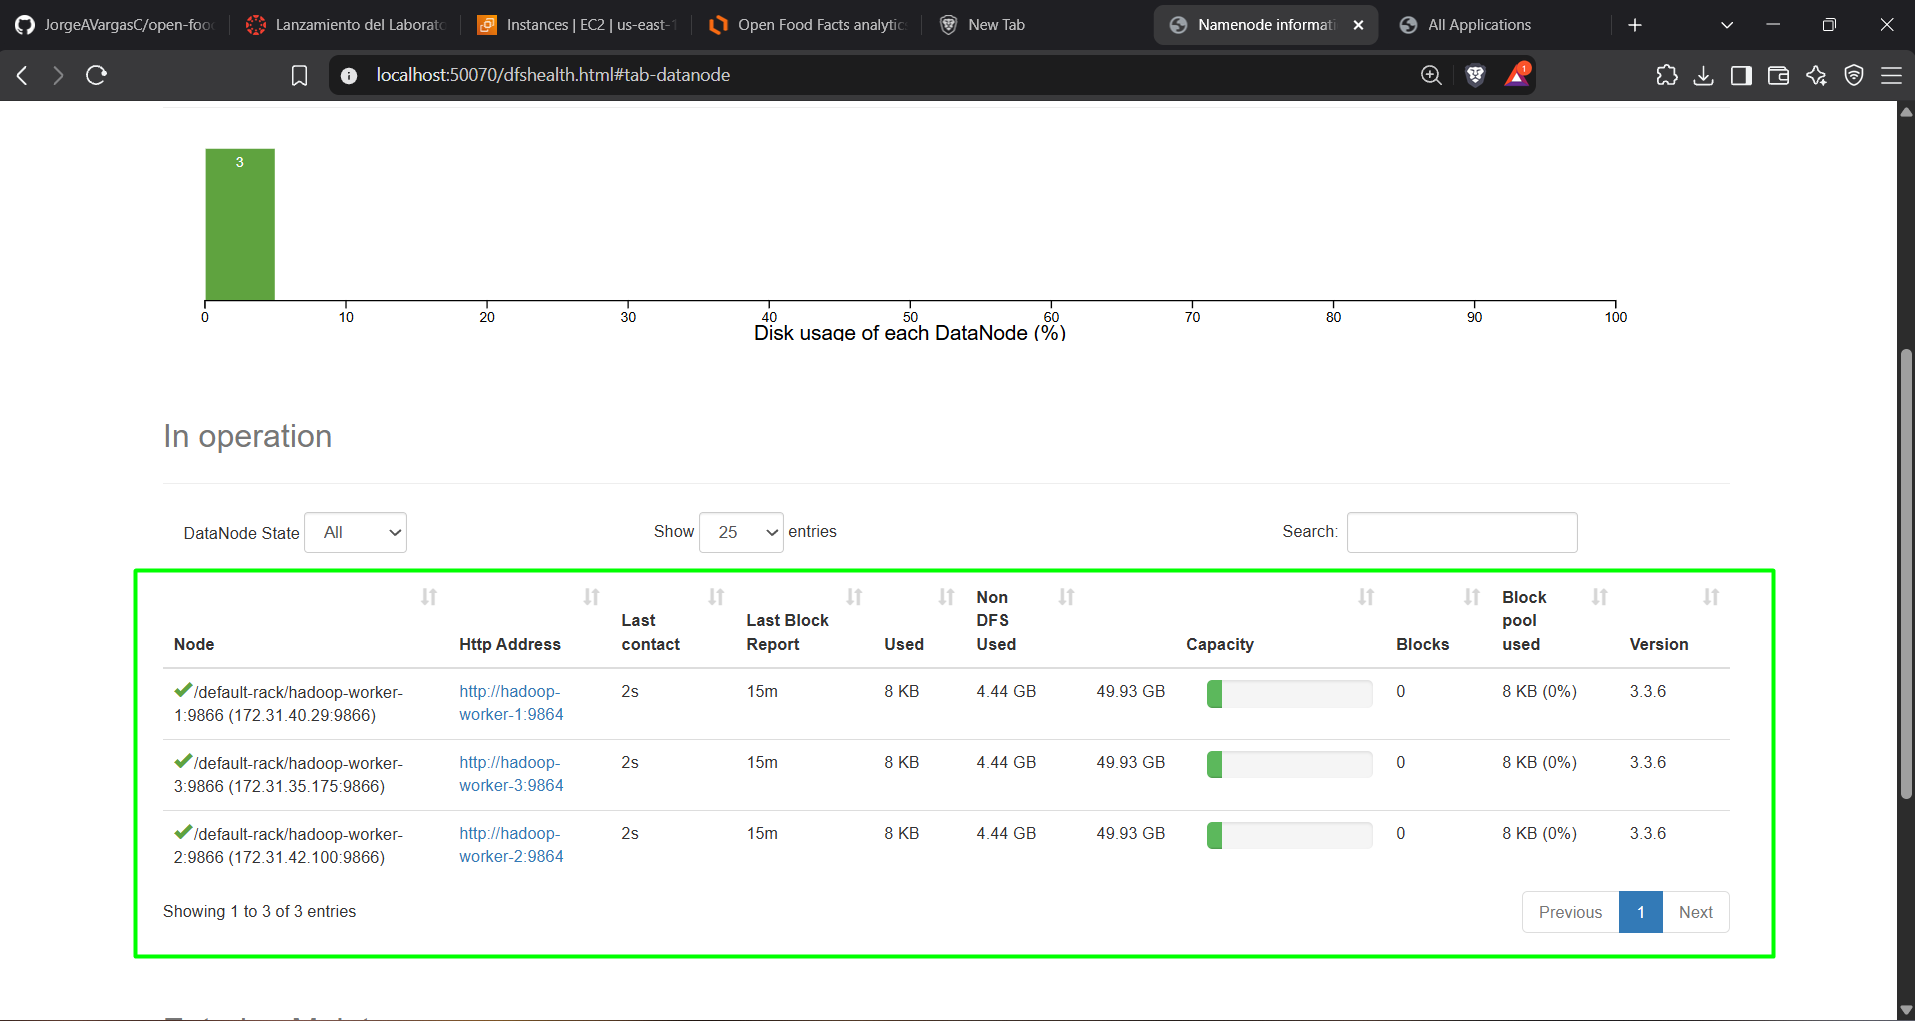 JorgeAVargasC/open-food
Lanzamiento del Laborato
Instances | EC2 | us-east-1
Open Food Facts analytics
New Tab
Namenode informati
All Applications
localhost:50070/dfshealth.html#tab-datanode
1
3
0 10 20 30 40 50 60 70 80 90 100
Disk usage of each DataNode (%)
In operation
DataNode State All
Show 25 entries
Search:
Node Http Address Last contact Last Block Report Used Non DFS Used Capacity Blocks Block pool used Version
/default-rack/hadoop-worker-1:9866 (172.31.40.29:9866) http://hadoop-worker-1:9864 2s 15m 8 KB 4.44 GB 49.93 GB 0 8 KB (0%) 3.3.6
/default-rack/hadoop-worker-3:9866 (172.31.35.175:9866) http://hadoop-worker-3:9864 2s 15m 8 KB 4.44 GB 49.93 GB 0 8 KB (0%) 3.3.6
/default-rack/hadoop-worker-2:9866 (172.31.42.100:9866) http://hadoop-worker-2:9864 2s 15m 8 KB 4.44 GB 49.93 GB 0 8 KB (0%) 3.3.6
Showing 1 to 3 of 3 entries
Previous 1 Next